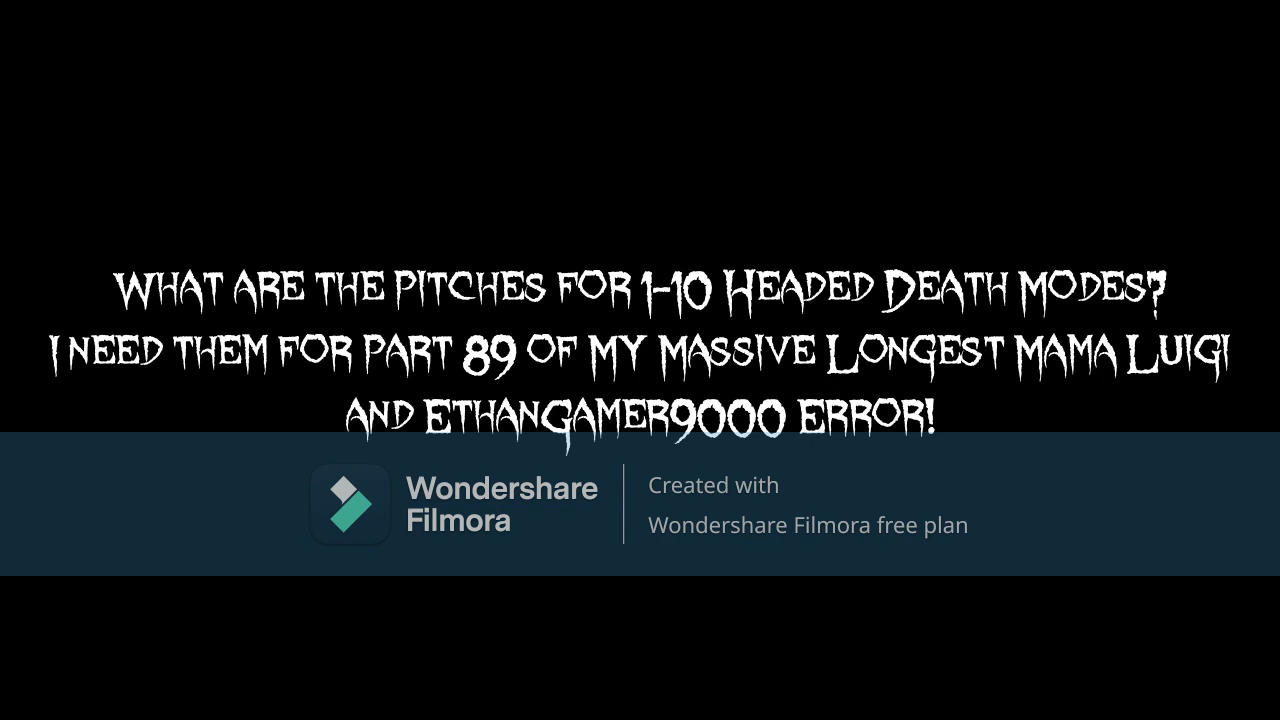 What are the pitches for 1-10 Headed Death Modes?
I need them for part 89 of my Massive Longest Mama Luigi
and EthanGamer9000 Error!
Wondershare
Filmora
Created with
Wondershare Filmora free plan